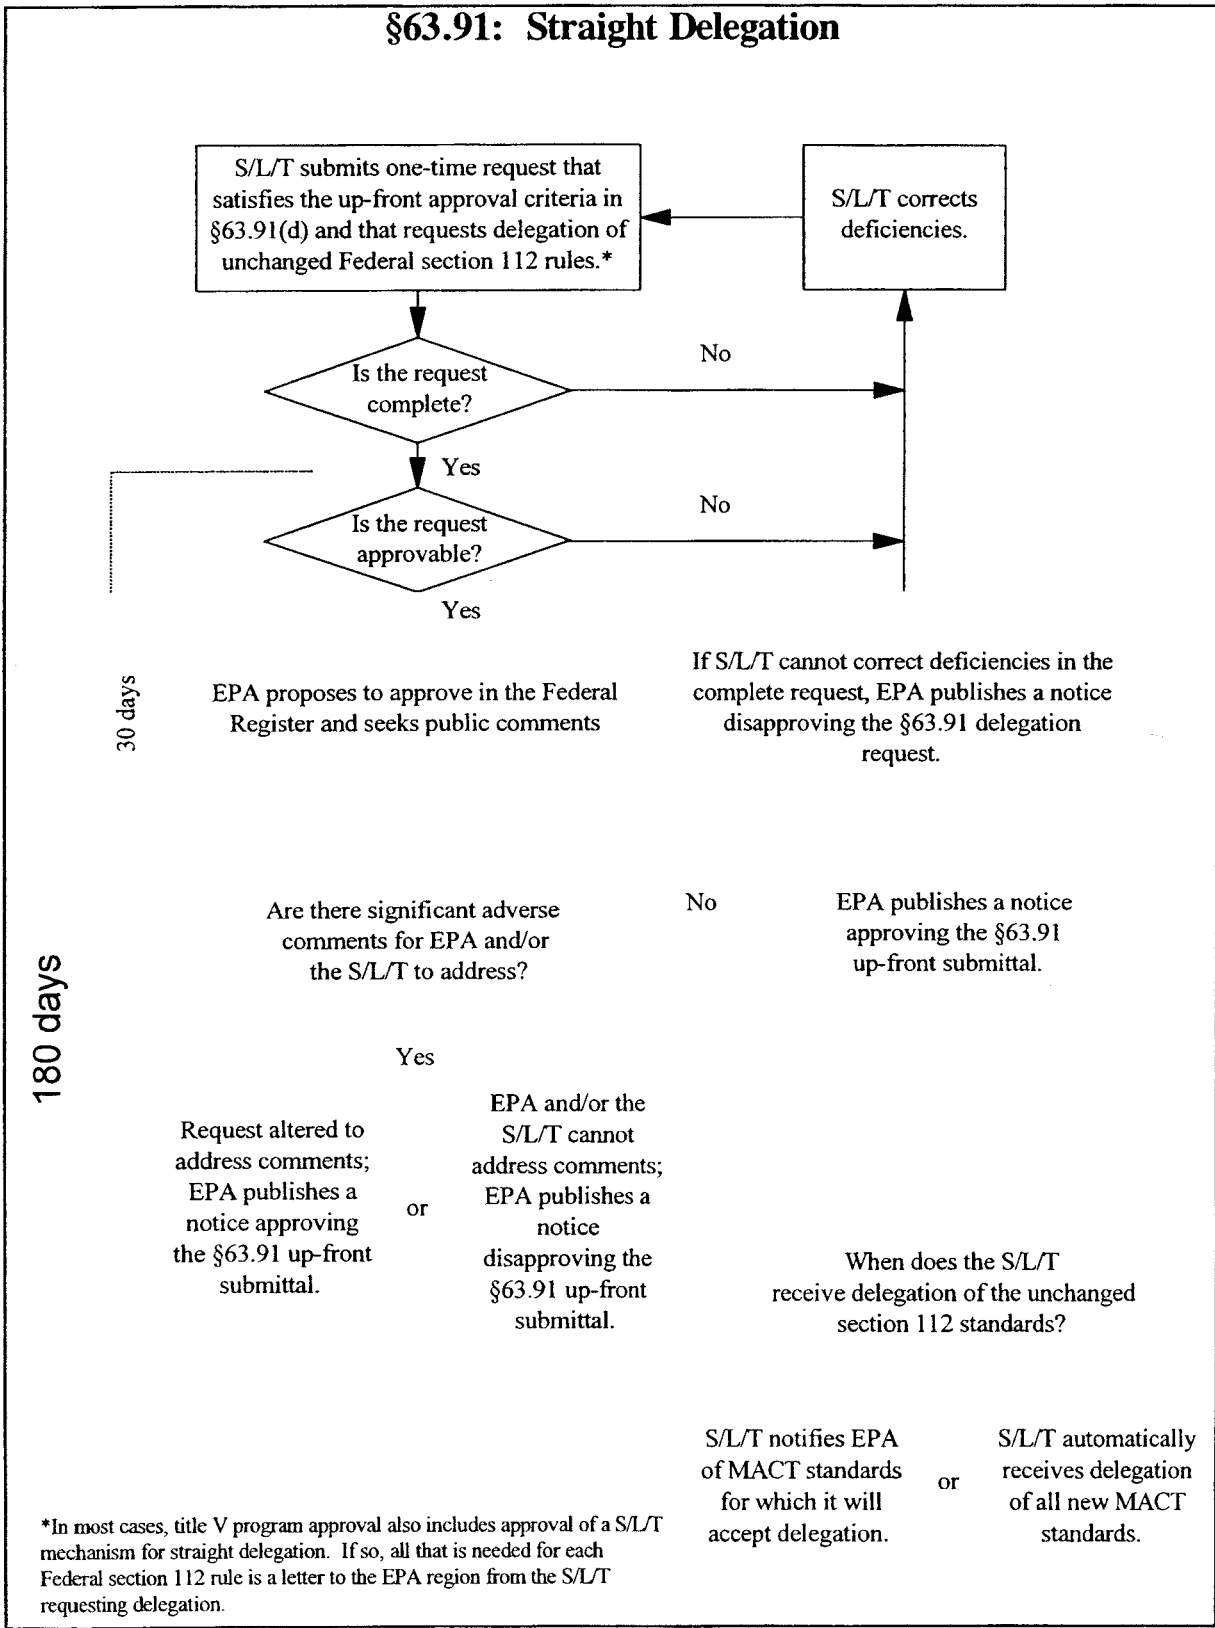 §63.91: Straight Delegation
S/L/T submits one-time request that
satisfies the up-front approval criteria in
§63.91(d) and that requests delegation of
unchanged Federal section 112 rules.*
S/L/T corrects
deficiencies.
Is the request
complete?
No
Yes
Is the request
approvable?
No
Yes
30 days
EPA proposes to approve in the Federal
Register and seeks public comments
If S/L/T cannot correct deficiencies in the
complete request, EPA publishes a notice
disapproving the §63.91 delegation
request.
180 days
Are there significant adverse
comments for EPA and/or
the S/L/T to address?
No
EPA publishes a notice
approving the §63.91
up-front submittal.
Yes
Request altered to
address comments;
EPA publishes a
notice approving
the §63.91 up-front
submittal.
or
EPA and/or the
S/L/T cannot
address comments;
EPA publishes a
notice
disapproving the
§63.91 up-front
submittal.
When does the S/L/T
receive delegation of the unchanged
section 112 standards?
S/L/T notifies EPA
of MACT standards
for which it will
accept delegation.
or
S/L/T automatically
receives delegation
of all new MACT
standards.
*In most cases, title V program approval also includes approval of a S/L/T
mechanism for straight delegation. If so, all that is needed for each
Federal section 112 rule is a letter to the EPA region from the S/L/T
requesting delegation.